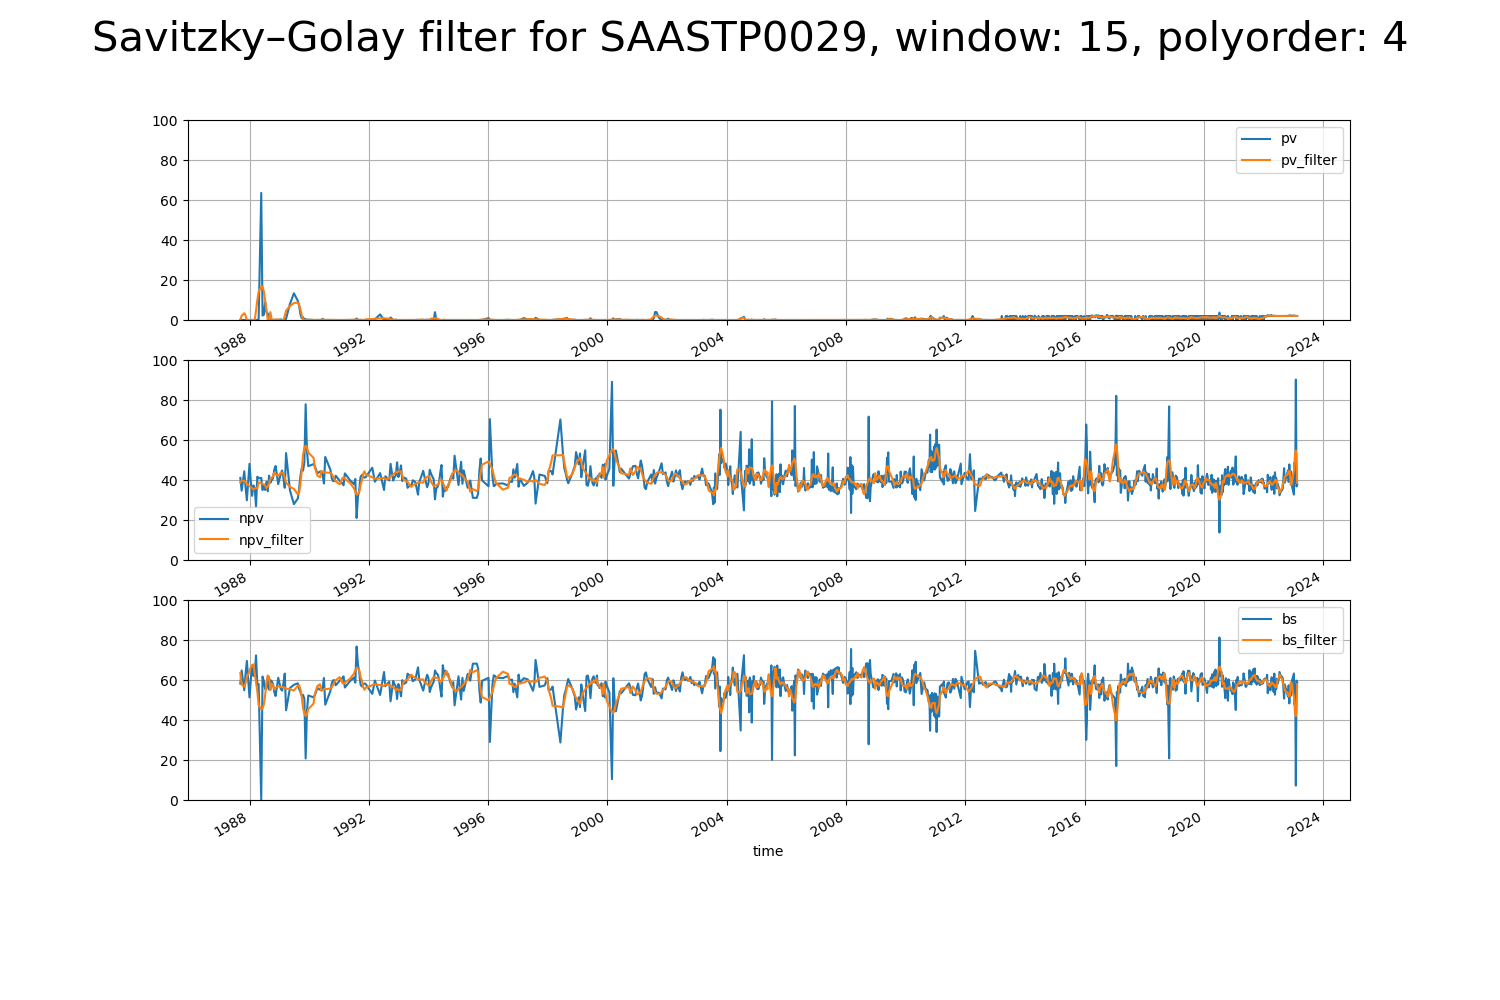 Savitzky–Golay filter for SAASTP0029, window: 15, polyorder: 4
100
80
60
40
20
0
pv
pv_filter
1988 1992 1996 2000 2004 2008 2012 2016 2020 2024
100
80
60
40
20
0
npv
npv_filter
1988 1992 1996 2000 2004 2008 2012 2016 2020 2024
100
80
60
40
20
0
bs
bs_filter
1988 1992 1996 2000 2004 2008 2012 2016 2020 2024
time